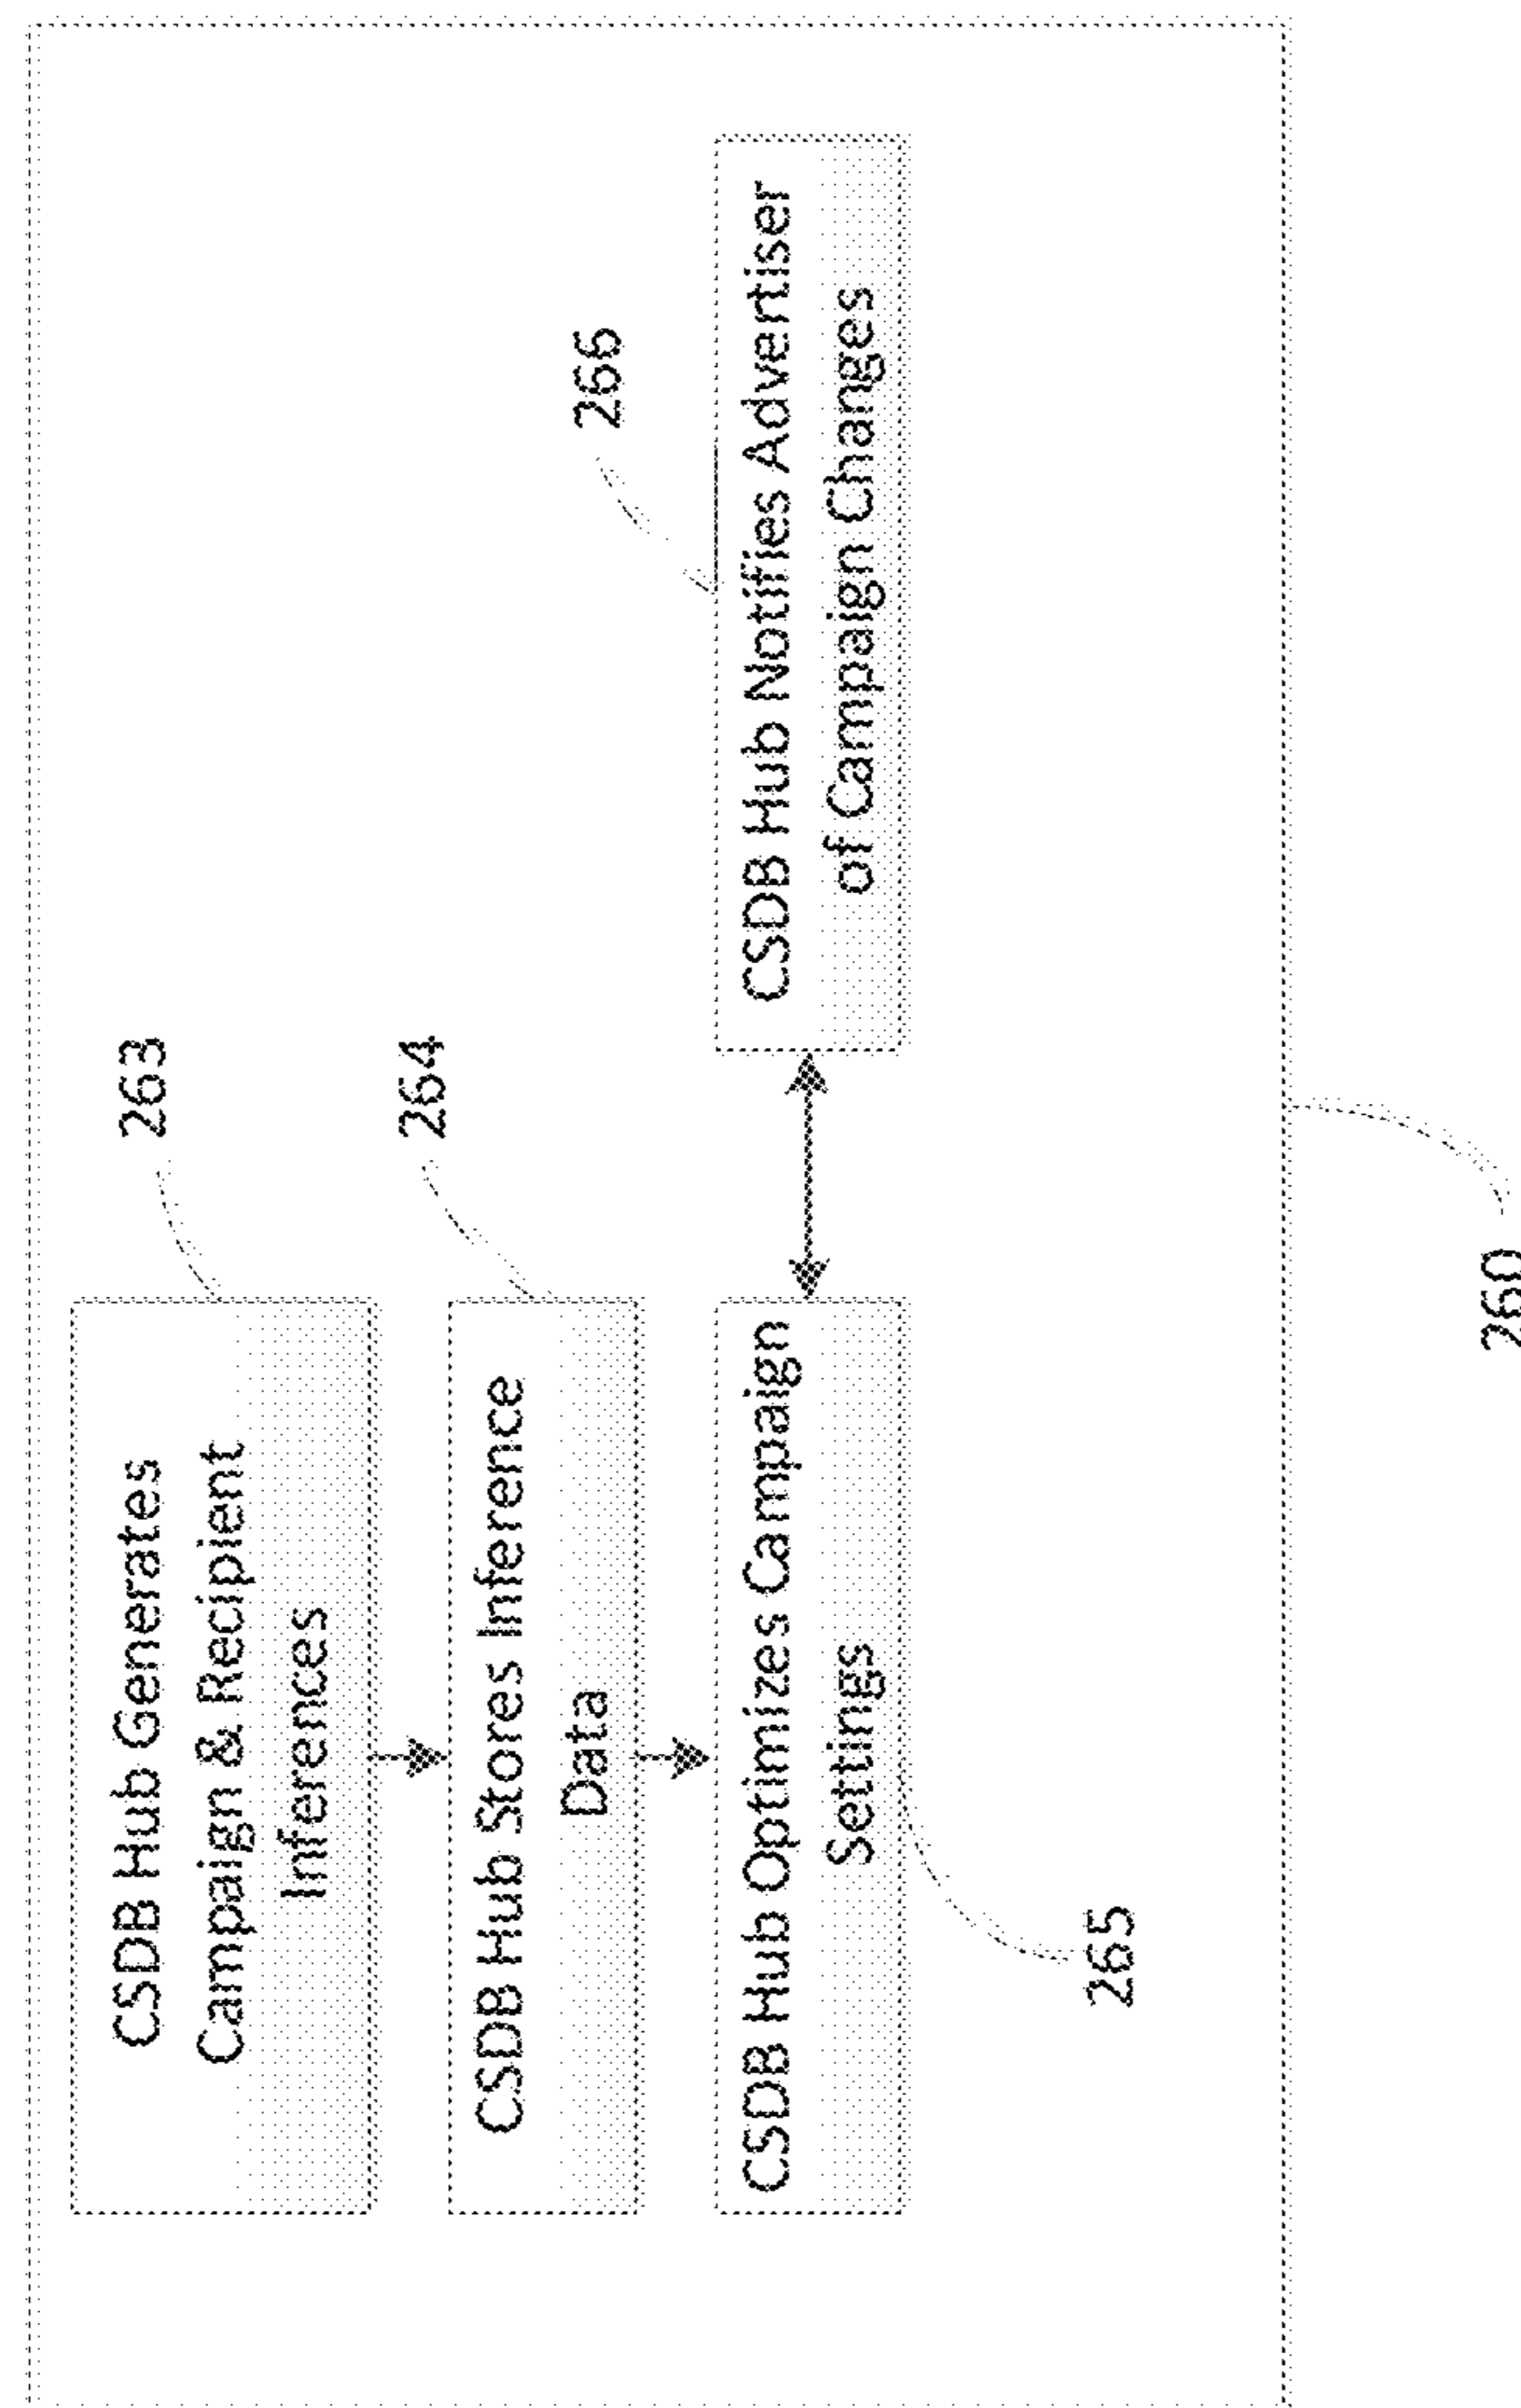 CSDB Hub Generates
Campaign & Recipient
Inferences
263
CSDB Hub Stores Inference
Data
264
CSDB Hub Optimizes Campaign
Settings
265
CSDB Hub Notifies Advertiser
of Campaign Changes
266
260